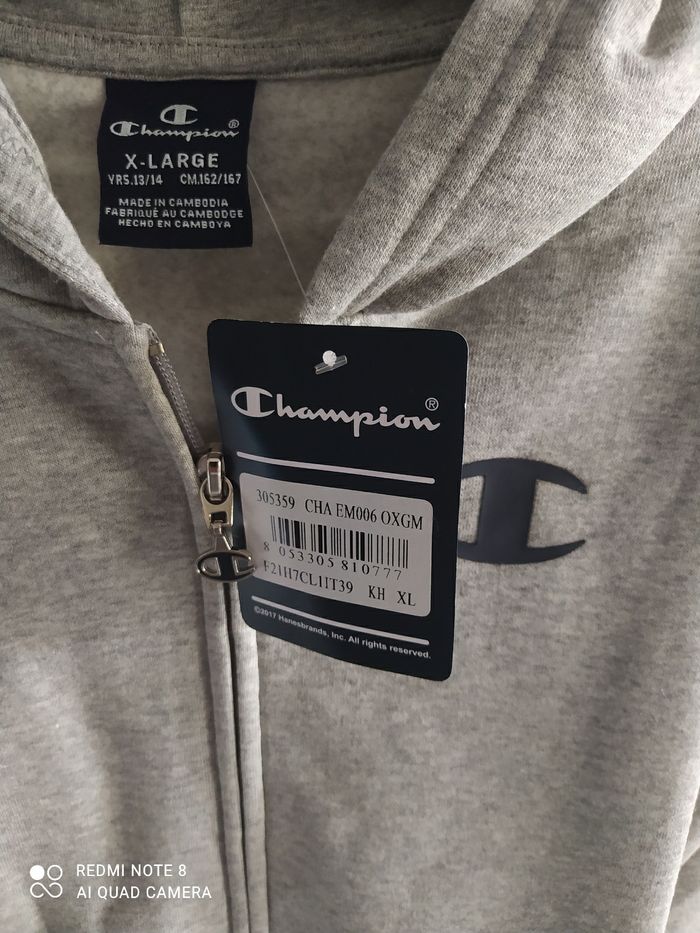 Champion®
X-LARGE
YRS.13/14 CM.162/167
MADE IN CAMBODIA
FABRIQUÉ AU CAMBODGE
HECHO EN CAMBOYA
Champion®
305359 CHA EM006 OXGM
8 053305 810777
F21H7CL1IT39 KH XL
©2017 Hanesbrands, Inc. All rights reserved.
REDMI NOTE 8
AI QUAD CAMERA